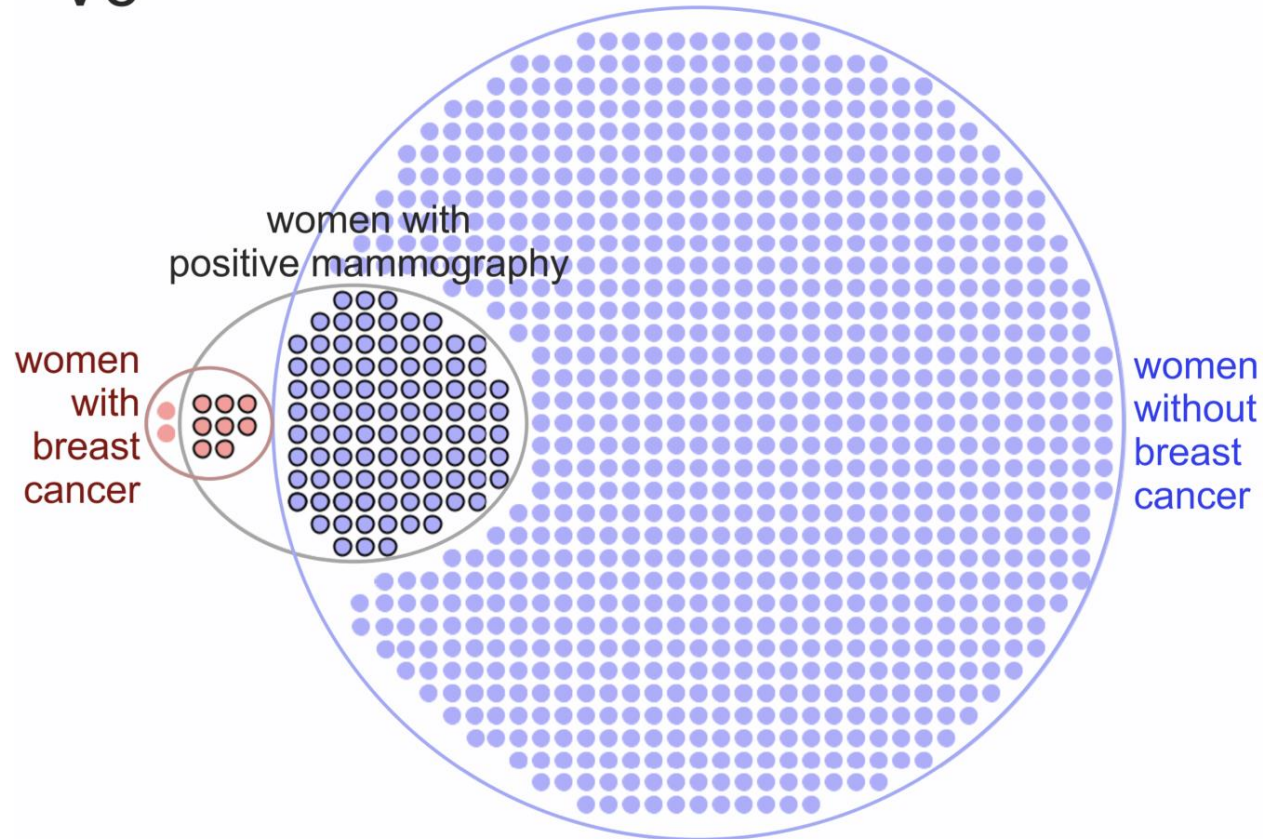 women with
positive mammography
women
with
breast
cancer
women
without
breast
cancer